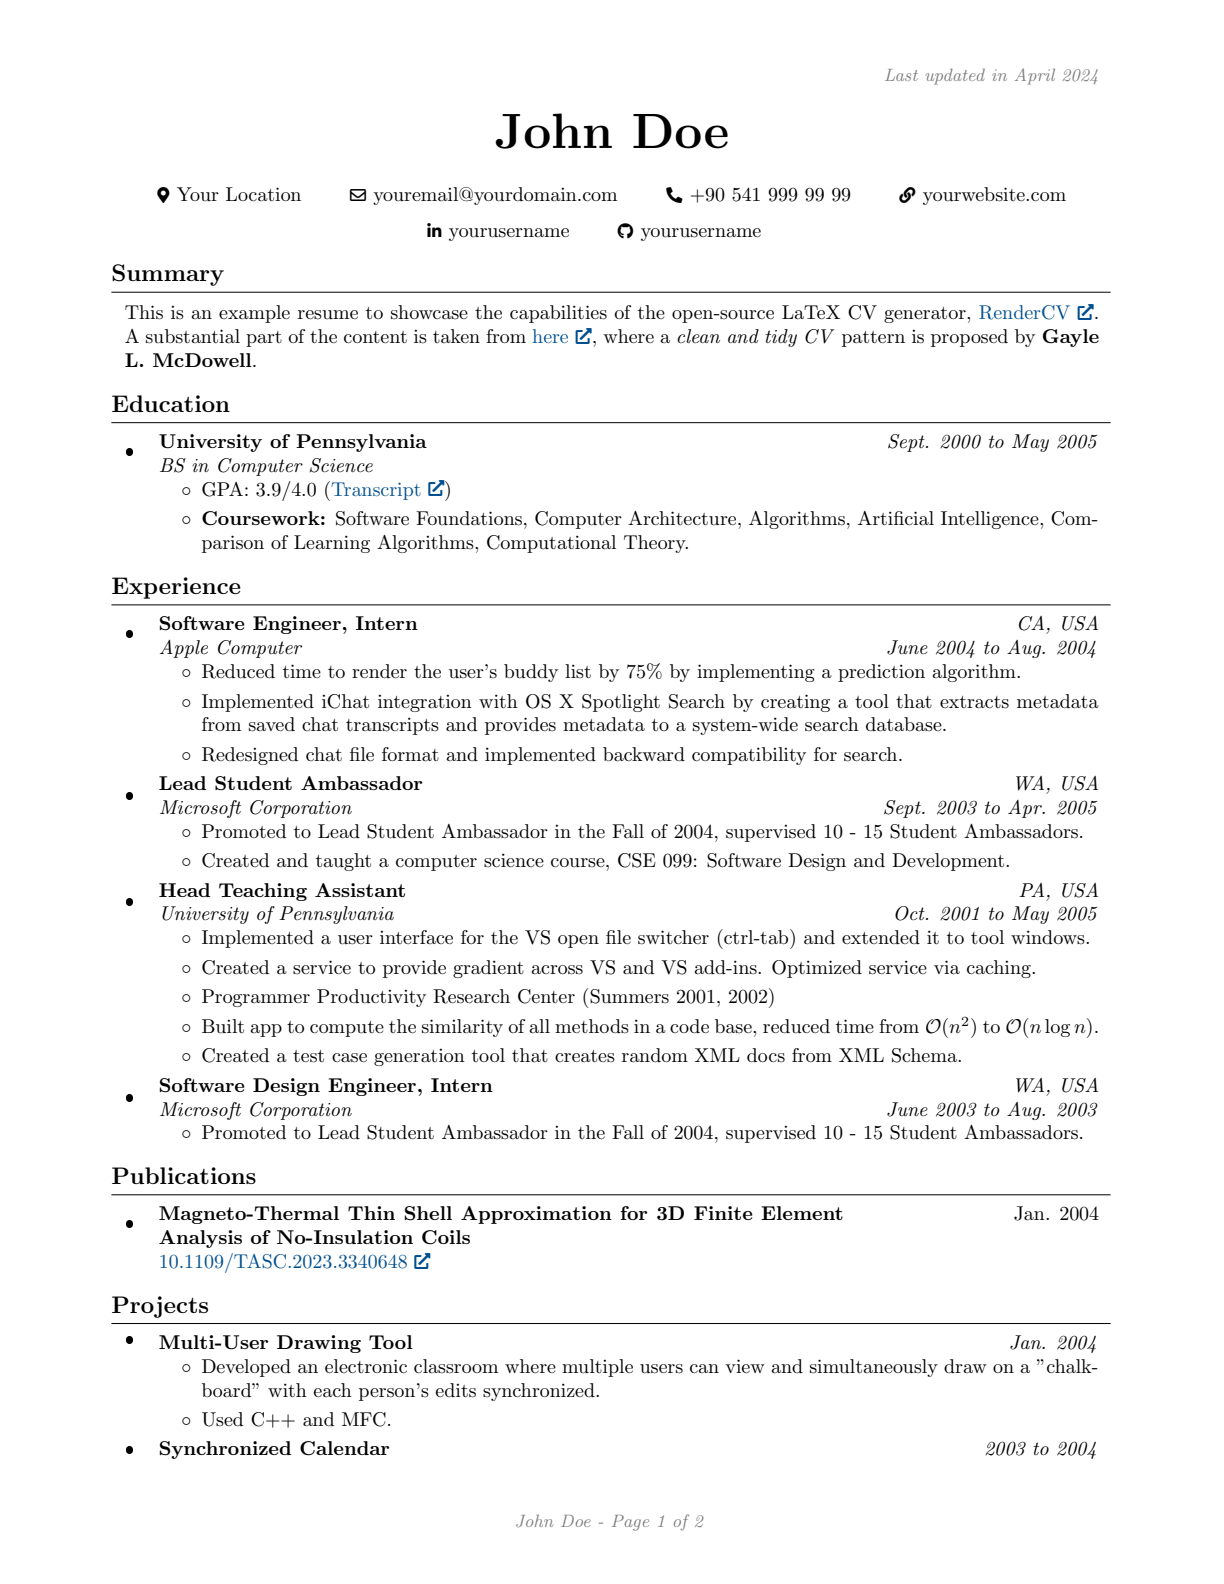 Last updated in April 2024
John Doe
Your Location youremail@yourdomain.com +90 541 999 99 99 yourwebsite.com
yourusername yourusername
Summary
This is an example resume to showcase the capabilities of the open-source LaTeX CV generator, RenderCV.
A substantial part of the content is taken from here, where a clean and tidy CV pattern is proposed by Gayle
L. McDowell.
Education
• University of Pennsylvania Sept. 2000 to May 2005
BS in Computer Science
◦ GPA: 3.9/4.0 (Transcript)
◦ Coursework: Software Foundations, Computer Architecture, Algorithms, Artificial Intelligence, Com-
parison of Learning Algorithms, Computational Theory.
Experience
• Software Engineer, Intern CA, USA
Apple Computer June 2004 to Aug. 2004
◦ Reduced time to render the user's buddy list by 75% by implementing a prediction algorithm.
◦ Implemented iChat integration with OS X Spotlight Search by creating a tool that extracts metadata
from saved chat transcripts and provides metadata to a system-wide search database.
◦ Redesigned chat file format and implemented backward compatibility for search.
• Lead Student Ambassador WA, USA
Microsoft Corporation Sept. 2003 to Apr. 2005
◦ Promoted to Lead Student Ambassador in the Fall of 2004, supervised 10 - 15 Student Ambassadors.
◦ Created and taught a computer science course, CSE 099: Software Design and Development.
• Head Teaching Assistant PA, USA
University of Pennsylvania Oct. 2001 to May 2005
◦ Implemented a user interface for the VS open file switcher (ctrl-tab) and extended it to tool windows.
◦ Created a service to provide gradient across VS and VS add-ins. Optimized service via caching.
◦ Programmer Productivity Research Center (Summers 2001, 2002)
◦ Built app to compute the similarity of all methods in a code base, reduced time from 𝒪(n²) to 𝒪(n log n).
◦ Created a test case generation tool that creates random XML docs from XML Schema.
• Software Design Engineer, Intern WA, USA
Microsoft Corporation June 2003 to Aug. 2003
◦ Promoted to Lead Student Ambassador in the Fall of 2004, supervised 10 - 15 Student Ambassadors.
Publications
• Magneto-Thermal Thin Shell Approximation for 3D Finite Element Jan. 2004
Analysis of No-Insulation Coils
10.1109/TASC.2023.3340648
Projects
• Multi-User Drawing Tool Jan. 2004
◦ Developed an electronic classroom where multiple users can view and simultaneously draw on a ”chalk-
board” with each person's edits synchronized.
◦ Used C++ and MFC.
• Synchronized Calendar 2003 to 2004
John Doe - Page 1 of 2